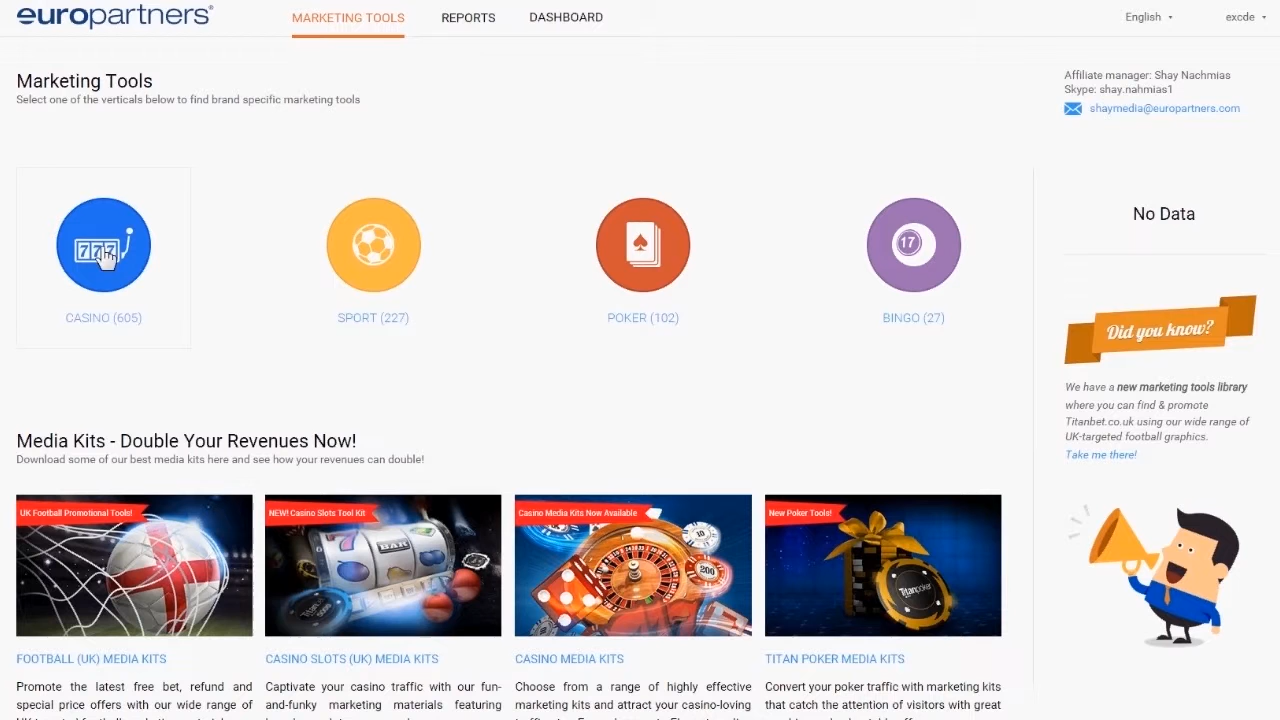 europartners®
MARKETING TOOLS
REPORTS
DASHBOARD
English
excde
Marketing Tools
Select one of the verticals below to find brand specific marketing tools
Affiliate manager: Shay Nachmias
Skype: shay.nahmias1
shaymedia@europartners.com
777
17
CASINO (605)
SPORT (227)
POKER (102)
BINGO (27)
No Data
Did you know?
We have a new marketing tools library
where you can find & promote
Titanbet.co.uk using our wide range of
UK-targeted football graphics.
Take me there!
Media Kits - Double Your Revenues Now!
Download some of our best media kits here and see how your revenues can double!
UK Football Promotional Tools!
NEW! Casino Slots Tool Kit
BAR
Casino Media Kits Now Available
10
200
New Poker Tools!
Titanpoker
FOOTBALL (UK) MEDIA KITS
CASINO SLOTS (UK) MEDIA KITS
CASINO MEDIA KITS
TITAN POKER MEDIA KITS
Promote the latest free bet, refund and
special price offers with our wide range of
Captivate your casino traffic with our fun-
and-funky marketing materials featuring
Choose from a range of highly effective
marketing kits and attract your casino-loving
Convert your poker traffic with marketing kits
that catch the attention of visitors with great